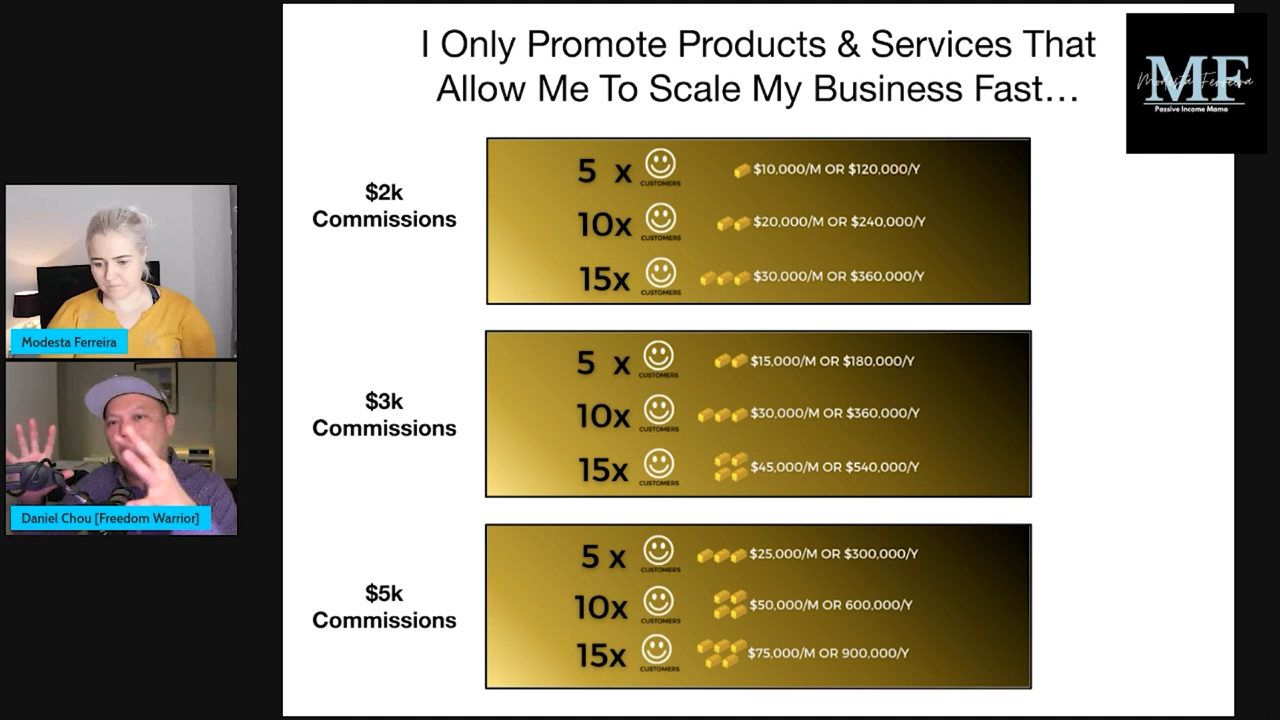 I Only Promote Products & Services That
Allow Me To Scale My Business Fast...
MF
Modesta Ferreira
Passive Income Mama
$2k
Commissions
5 x CUSTOMERS $10,000/M OR $120,000/Y
10x CUSTOMERS $20,000/M OR $240,000/Y
15x CUSTOMERS $30,000/M OR $360,000/Y
$3k
Commissions
5 x CUSTOMERS $15,000/M OR $180,000/Y
10x CUSTOMERS $30,000/M OR $360,000/Y
15x CUSTOMERS $45,000/M OR $540,000/Y
$5k
Commissions
5 x CUSTOMERS $25,000/M OR $300,000/Y
10x CUSTOMERS $50,000/M OR 600,000/Y
15x CUSTOMERS $75,000/M OR 900,000/Y
Modesta Ferreira
Daniel Chou [Freedom Warrior]